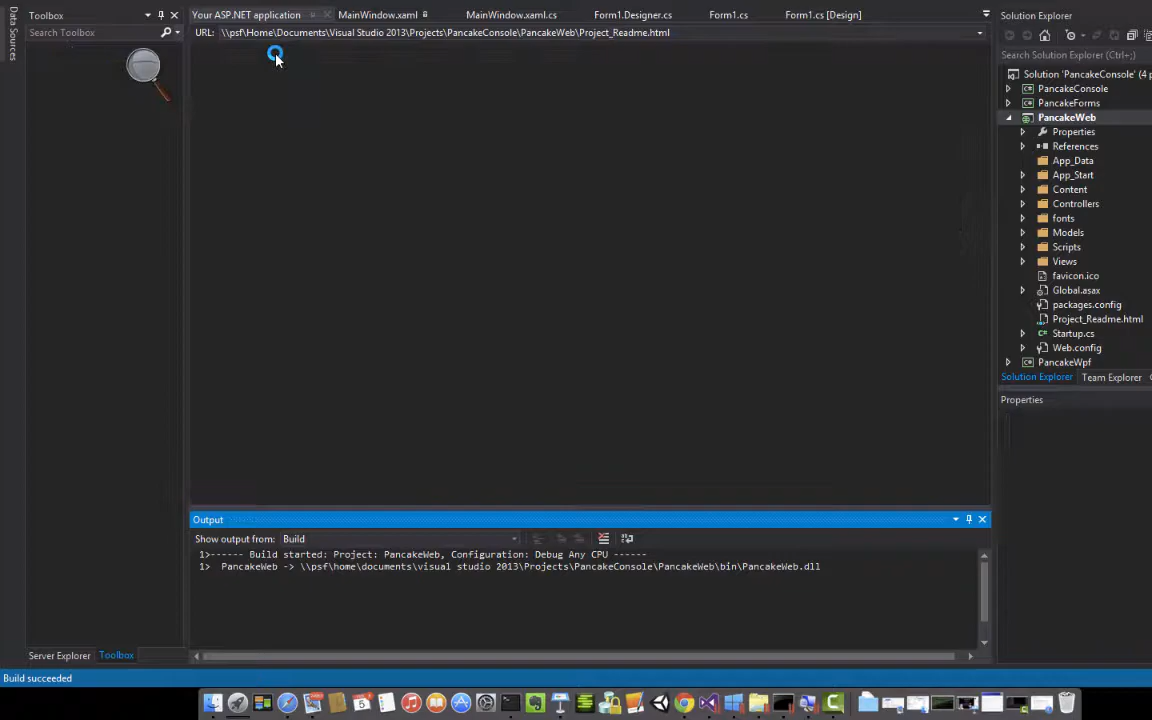 Data Sources
Toolbox
Search Toolbox
Your ASP.NET application
MainWindow.xaml
MainWindow.xaml.cs
Form1.Designer.cs
Form1.cs
Form1.cs [Design]
URL: \\psf\Home\Documents\Visual Studio 2013\Projects\PancakeConsole\PancakeWeb\Project_Readme.html
Solution Explorer
Search Solution Explorer (Ctrl+;)
Solution 'PancakeConsole' (4 p
PancakeConsole
PancakeForms
PancakeWeb
Properties
References
App_Data
App_Start
Content
Controllers
fonts
Models
Scripts
Views
favicon.ico
Global.asax
packages.config
Project_Readme.html
Startup.cs
Web.config
PancakeWpf
Solution Explorer Team Explorer
Properties
Output
Show output from: Build
1>------ Build started: Project: PancakeWeb, Configuration: Debug Any CPU ------
1>  PancakeWeb -> \\psf\home\documents\visual studio 2013\Projects\PancakeConsole\PancakeWeb\bin\PancakeWeb.dll
Server Explorer Toolbox
Build succeeded
5